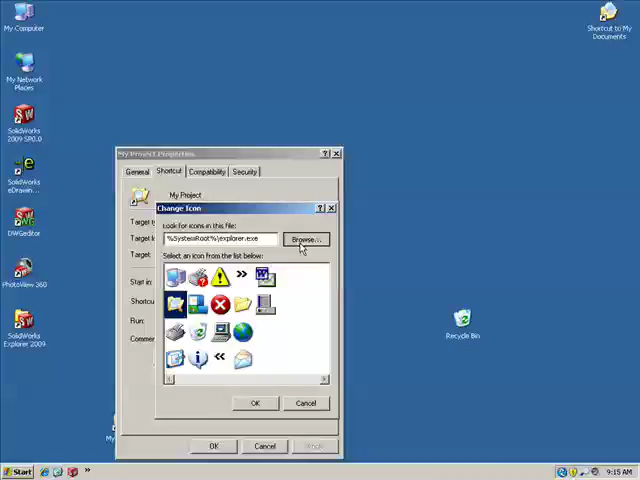 My Computer
Shortcut to My
Documents
My Network
Places
SolidWorks
2009 SP0.0
SolidWorks
eDrawin...
DWGeditor
PhotoView 360
SolidWorks
Explorer 2009
Recycle Bin
My Project Properties
General
Shortcut
Compatibility
Security
My Project
Target t
Target l
Target
Start in:
Shortcu
Run:
Comme
Change Icon
Look for icons in this file:
%SystemRoot%\explorer.exe
Browse...
Select an icon from the list below:
OK
Cancel
OK
Cancel
Apply
My
Start
9:15 AM